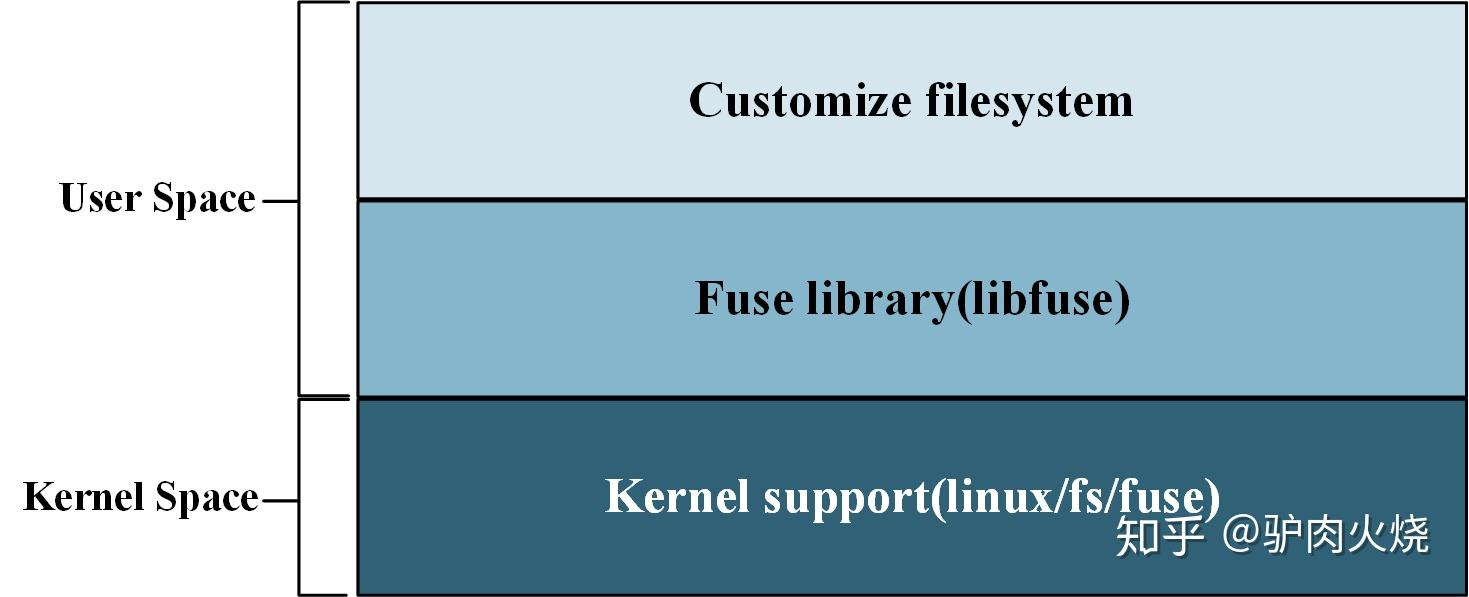 Customize filesystem
User Space
Fuse library(libfuse)
Kernel Space
Kernel support(linux/fs/fuse)
知乎 @驴肉火烧